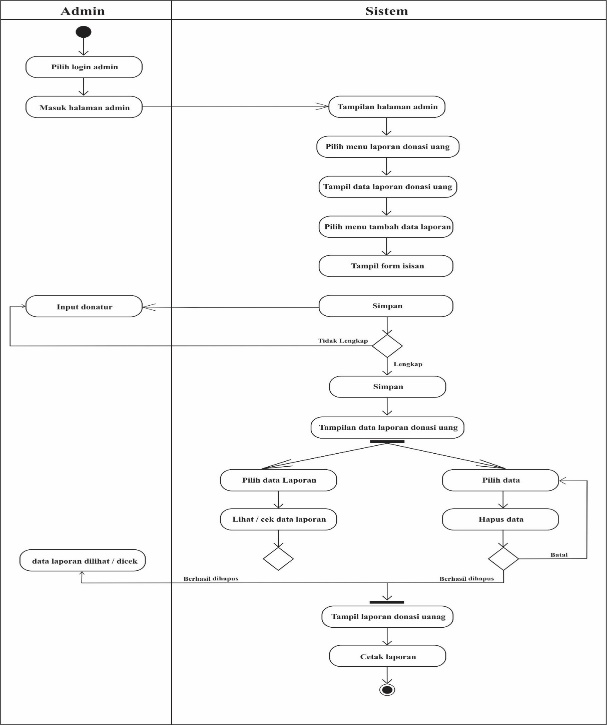 Admin
Sistem
Pilih login admin
Masuk halaman admin
Tampilan halaman admin
Pilih menu laporan donasi uang
Tampil data laporan donasi uang
Pilih menu tambah data laporan
Tampil form isisan
Input donatur
Simpan
Tidak Lengkap
Lengkap
Simpan
Tampilan data laporan donasi uang
Pilih data Laporan
Pilih data
Lihat / cek data laporan
Hapus data
data laporan dilihat / dicek
Batal
Berhasil dihapus
Berhasil dihapus
Tampil laporan donasi uanag
Cetak laporan